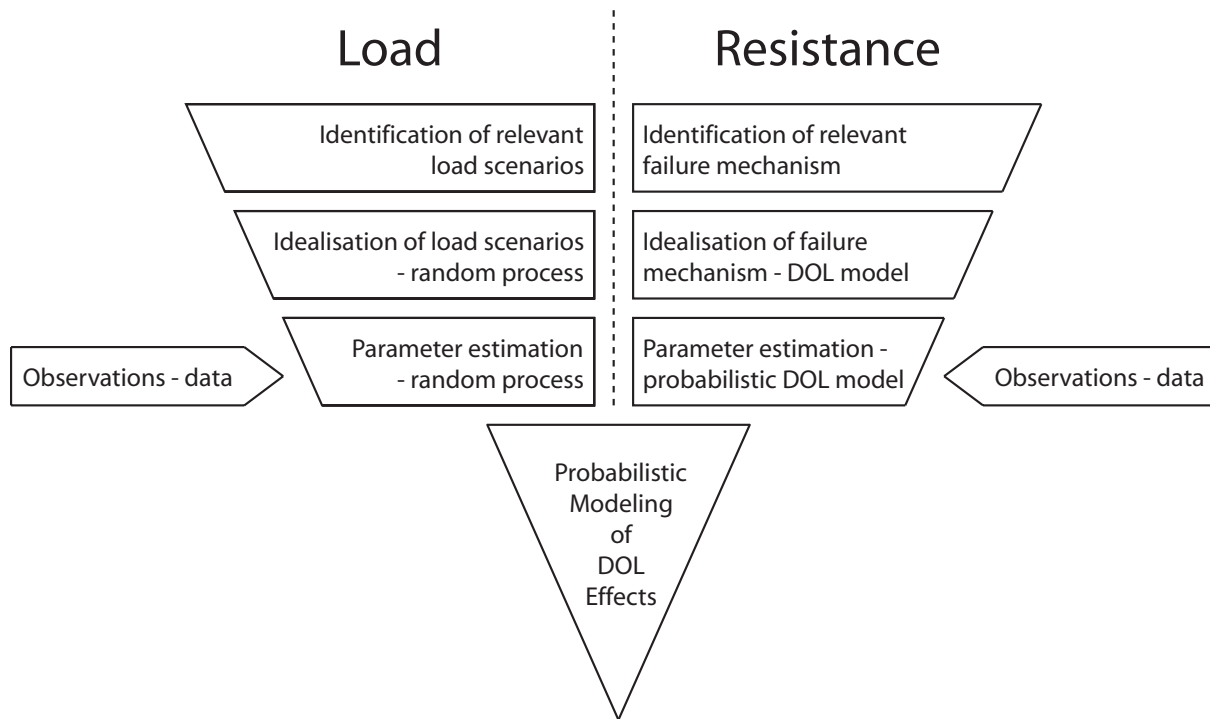 Load
Resistance
Identification of relevant
load scenarios
Identification of relevant
failure mechanism
Idealisation of load scenarios
- random process
Idealisation of failure
mechanism - DOL model
Parameter estimation
- random process
Parameter estimation -
probabilistic DOL model
Observations - data
Observations - data
Probabilistic
Modeling
of
DOL
Effects